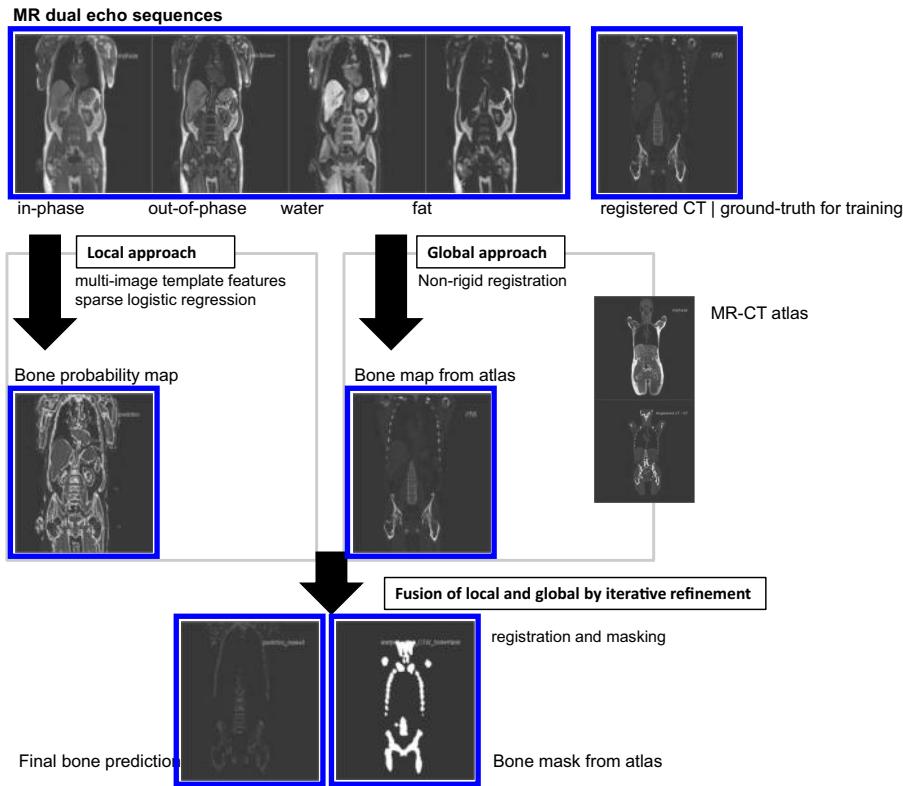 MR dual echo sequences
in-phase
out-of-phase
water
fat
registered CT | ground-truth for training
Local approach
multi-image template features
sparse logistic regression
Global approach
Non-rigid registration
MR-CT atlas
Bone probability map
Bone map from atlas
Fusion of local and global by iterative refinement
registration and masking
Final bone prediction
Bone mask from atlas